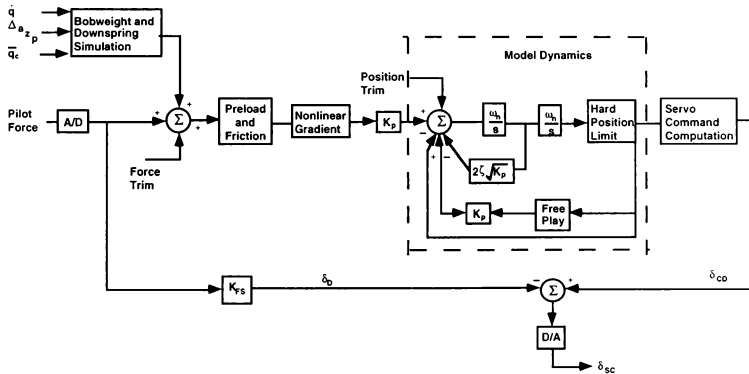 q̇
Δa_z_p
q̄_c
Bobweight and
Downspring
Simulation
Model Dynamics
Position
Trim
Pilot
Force
A/D
+
+
+
Σ
Force
Trim
Preload
and
Friction
Nonlinear
Gradient
K_p
+
+
−
+
−
Σ
ω_n
s
ω_n
s
Hard
Position
Limit
Servo
Command
Computation
2ζ√K_p
K_p
Free
Play
K_FS
δ_D
−
Σ
+
δ_CD
D/A
δ_SC